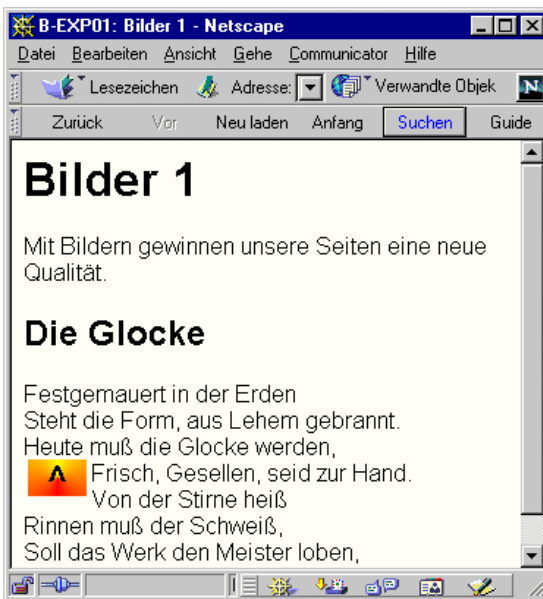 B-EXP01: Bilder 1 - Netscape
Datei Bearbeiten Ansicht Gehe Communicator Hilfe
Lesezeichen Adresse: Verwandte Objek N
Zurück Vor Neu laden Anfang Suchen Guide
Bilder 1
Mit Bildern gewinnen unsere Seiten eine neue
Qualität.
Die Glocke
Festgemauert in der Erden
Steht die Form, aus Lehem gebrannt.
Heute muß die Glocke werden,
Λ Frisch, Gesellen, seid zur Hand.
Von der Stirne heiß
Rinnen muß der Schweiß,
Soll das Werk den Meister loben,